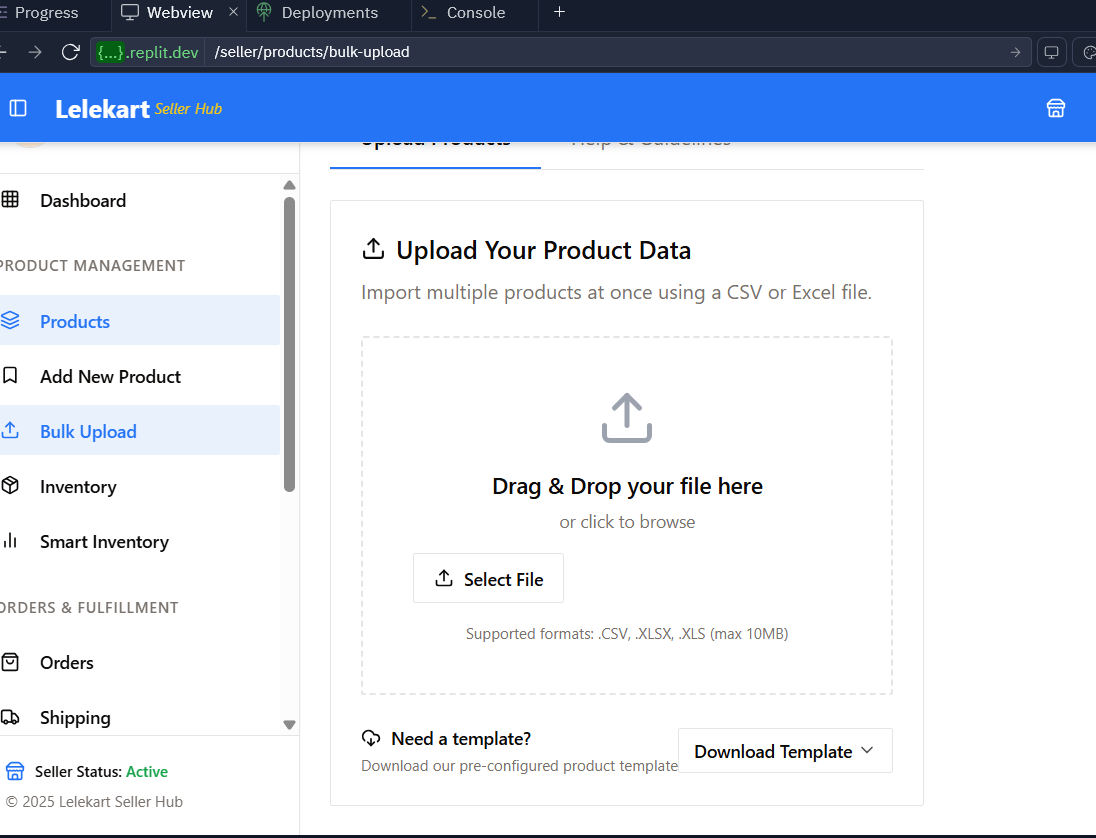 Progress
Webview
Deployments
Console
{...}.replit.dev /seller/products/bulk-upload
Lelekart Seller Hub
Upload Products
Help & Guidelines
Dashboard
PRODUCT MANAGEMENT
Products
Add New Product
Bulk Upload
Inventory
Smart Inventory
ORDERS & FULFILLMENT
Orders
Shipping
Seller Status: Active
© 2025 Lelekart Seller Hub
Upload Your Product Data
Import multiple products at once using a CSV or Excel file.
Drag & Drop your file here
or click to browse
Select File
Supported formats: .CSV, .XLSX, .XLS (max 10MB)
Need a template?
Download our pre-configured product template
Download Template